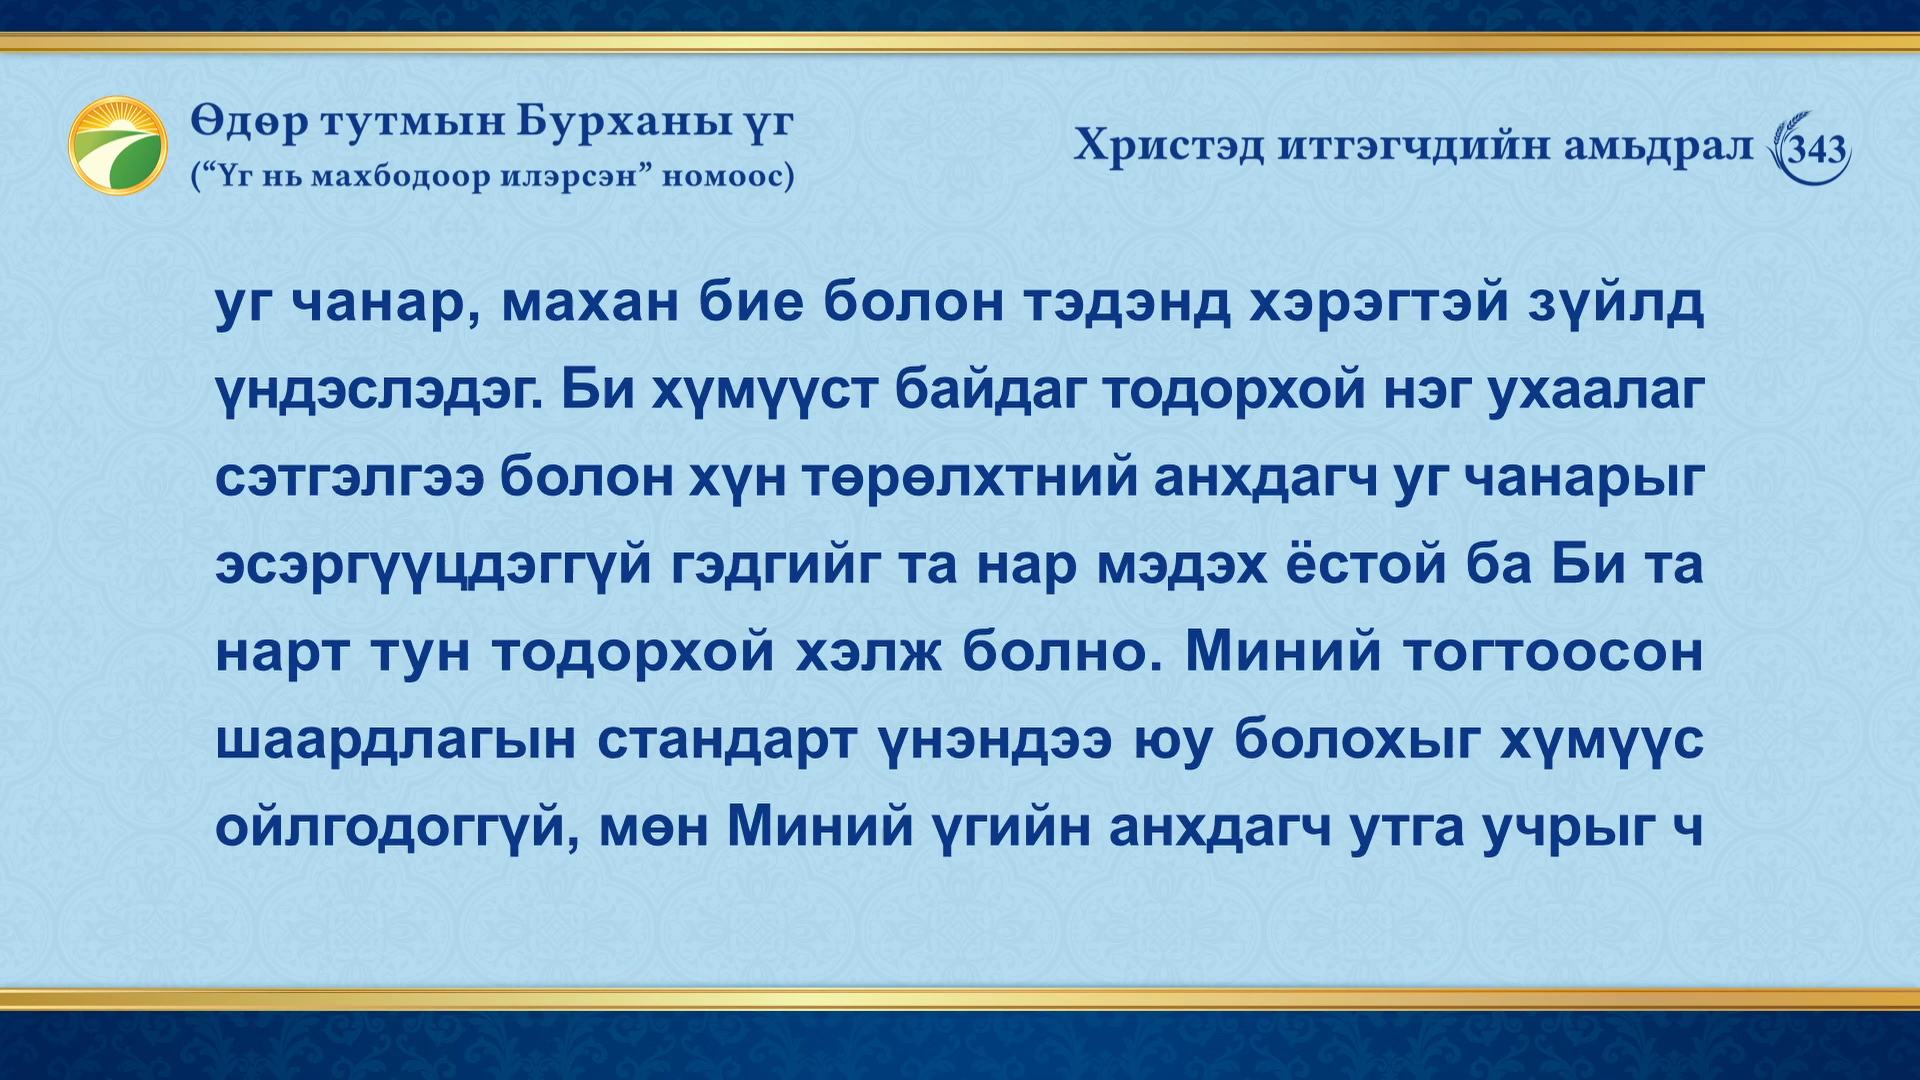 Өдөр тутмын Бурханы үг
(“Үг нь махбодоор илэрсэн” номоос)
Христэд итгэгчдийн амьдрал 343
уг чанар, махан бие болон тэдэнд хэрэгтэй зүйлд
үндэслэдэг. Би хүмүүст байдаг тодорхой нэг ухаалаг
сэтгэлгээ болон хүн төрөлхтний анхдагч уг чанарыг
эсэргүүцдэггүй гэдгийг та нар мэдэх ёстой ба Би та
нарт тун тодорхой хэлж болно. Миний тогтоосон
шаардлагын стандарт үнэндээ юу болохыг хүмүүс
ойлгодоггүй, мөн Миний үгийн анхдагч утга учрыг ч